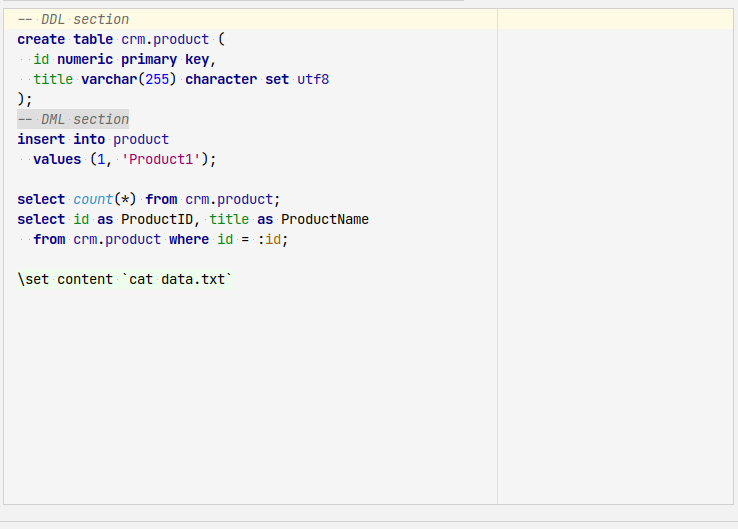 -- DDL section
create table crm.product (
  id numeric primary key,
  title varchar(255) character set utf8
);
-- DML section
insert into product
  values (1, 'Product1');

select count(*) from crm.product;
select id as ProductID, title as ProductName
  from crm.product where id = :id;

\set content `cat data.txt`